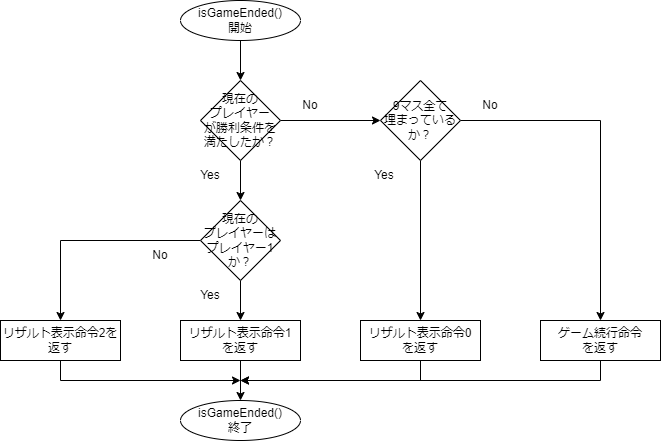 isGameEnded()
開始
現在の
プレイヤー
が勝利条件を
満たしたか？
No
9マス全て
埋まっている
か？
No
Yes
Yes
現在の
プレイヤーは
プレイヤー1
か？
No
Yes
リザルト表示命令2を
返す
リザルト表示命令1
を返す
リザルト表示命令0
を返す
ゲーム続行命令
を返す
isGameEnded()
終了